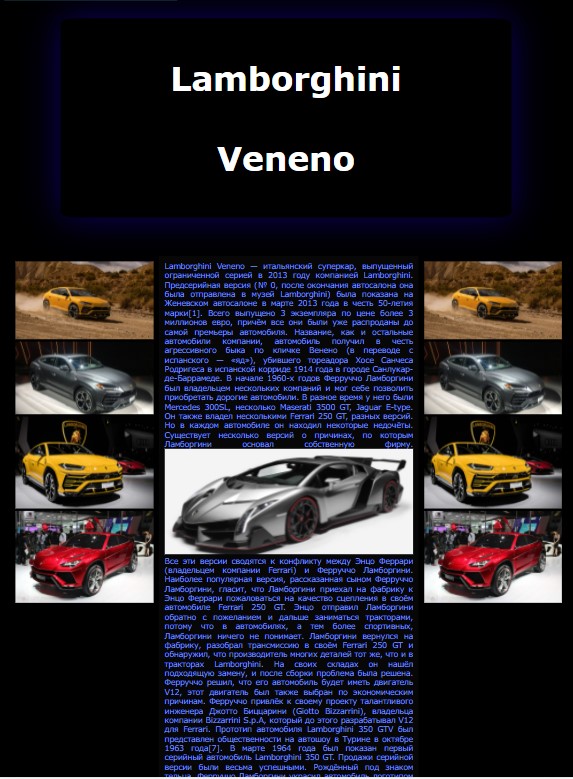 Lamborghini
Veneno
Lamborghini Veneno — итальянский суперкар, выпущенный
ограниченной серией в 2013 году компанией Lamborghini.
Предсерийная версия (№ 0, после окончания автосалона она
была отправлена в музей Lamborghini) была показана на
Женевском автосалоне в марте 2013 года в честь 50-летия
марки[1]. Всего выпущено 3 экземпляра по цене более 3
миллионов евро, причём все они были уже распроданы до
самой премьеры автомобиля. Название, как и остальные
автомобили компании, автомобиль получил в честь
агрессивного быка по кличке Венено (в переводе с
испанского — «яд»), убившего тореадора Хосе Санчеса
Родригеса в испанской корриде 1914 года в городе Санлукар-
де-Баррамеде. В начале 1960-х годов Ферруччо Ламборгини
был владельцем нескольких компаний и мог себе позволить
приобретать дорогие автомобили. В разное время у него были
Mercedes 300SL, несколько Maserati 3500 GT, Jaguar E-type.
Он также владел несколькими Ferrari 250 GT, разных версий.
Но в каждом автомобиле он находил некоторые недочёты.
Существует несколько версий о причинах, по которым
Ламборгини основал собственную фирму.
Все эти версии сводятся к конфликту между Энцо Феррари
(владельцем компании Ferrari) и Ферруччо Ламборгини.
Наиболее популярная версия, рассказанная сыном Ферруччо
Ламборгини, гласит, что Ламборгини приехал на фабрику к
Энцо Феррари пожаловаться на качество сцепления в своём
автомобиле Ferrari 250 GT. Энцо отправил Ламборгини
обратно с пожеланием и дальше заниматься тракторами,
потому что в автомобилях, а тем более спортивных,
Ламборгини ничего не понимает. Ламборгини вернулся на
фабрику, разобрал трансмиссию в своём Ferrari 250 GT и
обнаружил, что производитель многих деталей тот же, что и в
тракторах Lamborghini. На своих складах он нашёл
подходящую замену, и после сборки проблема была решена.
Ферруччо решил, что его автомобиль будет иметь двигатель
V12, этот двигатель был также выбран по экономическим
причинам. Ферруччо привлёк к своему проекту талантливого
инженера Джотто Биццарини (Giotto Bizzarrini), владельца
компании Bizzarrini S.p.A, который до этого разрабатывал V12
для Ferrari. Прототип автомобиля Lamborghini 350 GTV был
представлен общественности на автошоу в Турине в октябре
1963 года[7]. В марте 1964 был показан первый
серийный автомобиль Lamborghini 350 GT. Продажи серийной
версии были весьма успешными. Рождённый под знаком
тельца, Ферруччо Ламборгини украсил автомобиль логотипом